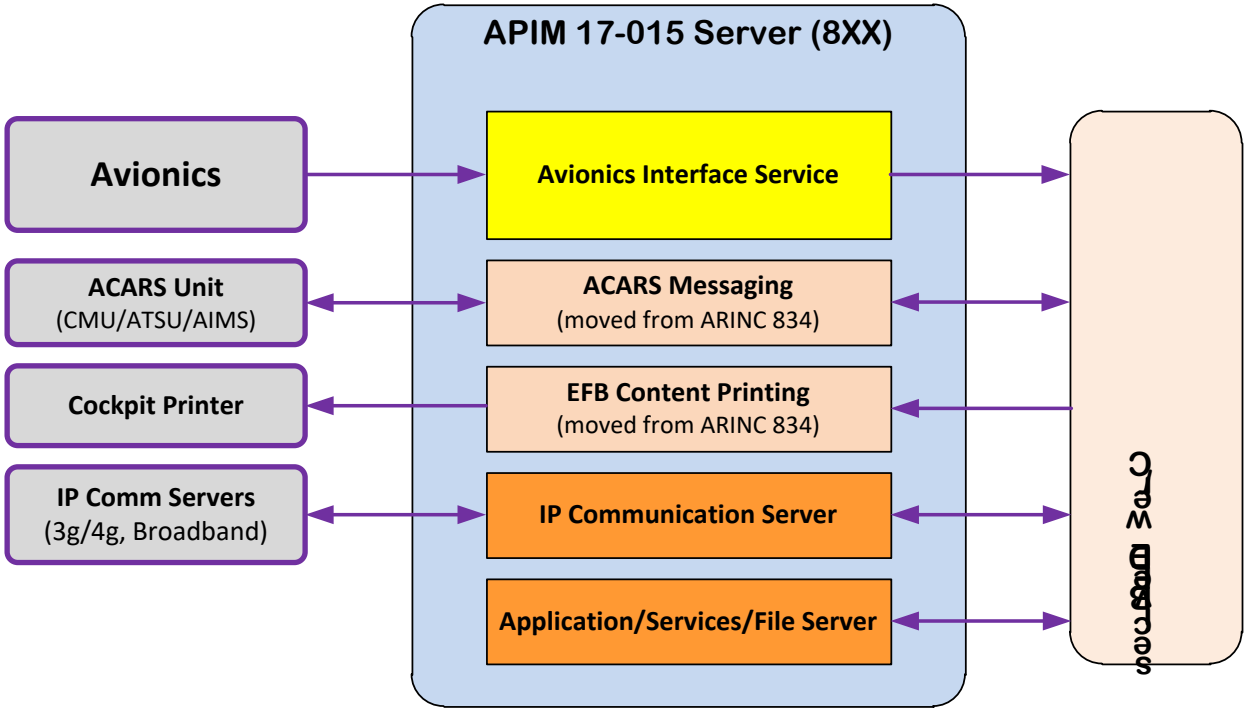 APIM 17-015 Server (8XX)
Avionics
Avionics Interface Service
ACARS Unit
(CMU/ATSU/AIMS)
ACARS Messaging
(moved from ARINC 834)
Cockpit Printer
EFB Content Printing
(moved from ARINC 834)
IP Comm Servers
(3g/4g, Broadband)
IP Communication Server
Application/Services/File Server
Crew